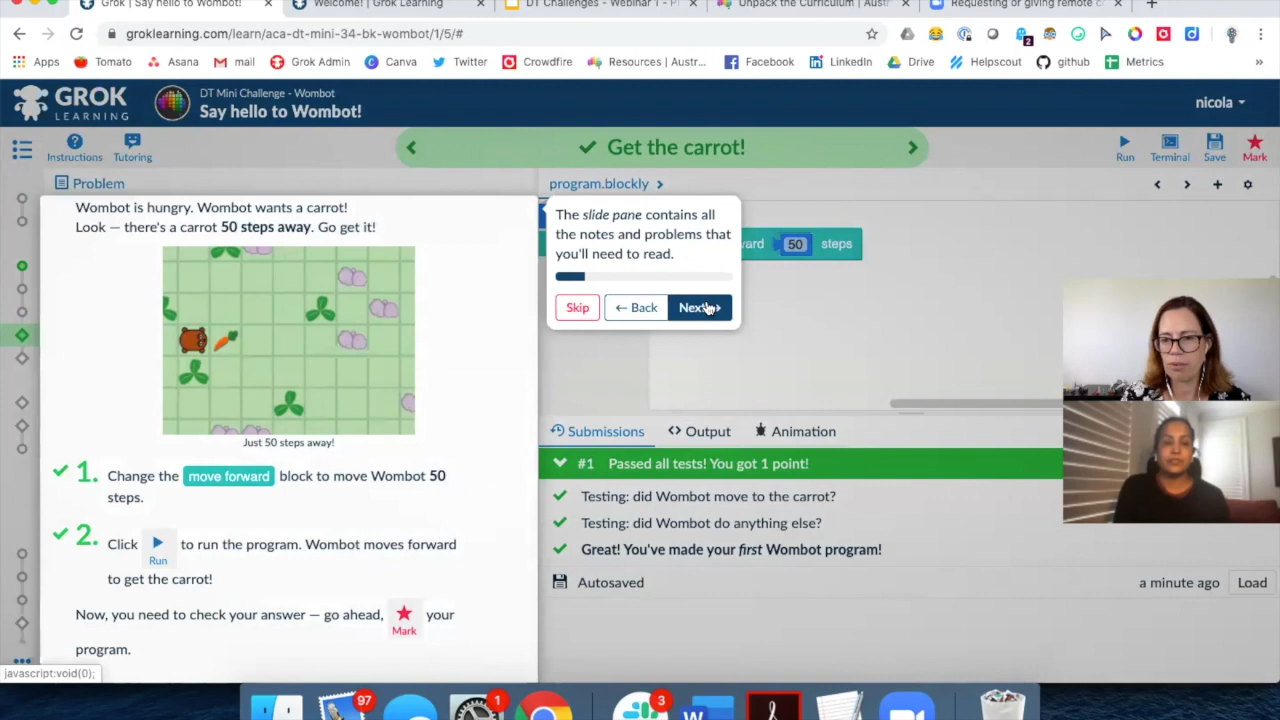 Grok | Say hello to Wombot!
Welcome! | Grok Learning
DT Challenges - Webinar 1 - P
Unpack the Curriculum | Aust
Requesting or giving remote c
groklearning.com/learn/aca-dt-mini-34-bk-wombot/1/5/#
2
Apps Tomato Asana mail Grok Admin Canva Twitter Crowdfire Resources | Austr... Facebook LinkedIn Drive Helpscout github Metrics »
GROK
LEARNING
DT Mini Challenge - Wombot
Say hello to Wombot!
nicola
Instructions
Tutoring
Get the carrot!
Run
Terminal
Save
Mark
Problem
program.blockly
Wombot is hungry. Wombot wants a carrot!
Look — there's a carrot 50 steps away. Go get it!
Just 50 steps away!
1. Change the move forward block to move Wombot 50
steps.
2. Click Run to run the program. Wombot moves forward
to get the carrot!
Now, you need to check your answer — go ahead, Mark your
program.
The slide pane contains all
the notes and problems that
you'll need to read.
Skip
← Back
Next
ward 50 steps
Submissions
Output
Animation
#1 Passed all tests! You got 1 point!
Testing: did Wombot move to the carrot?
Testing: did Wombot do anything else?
Great! You've made your first Wombot program!
Autosaved
a minute ago
Load
javascript:void(0);
97
1
3
W